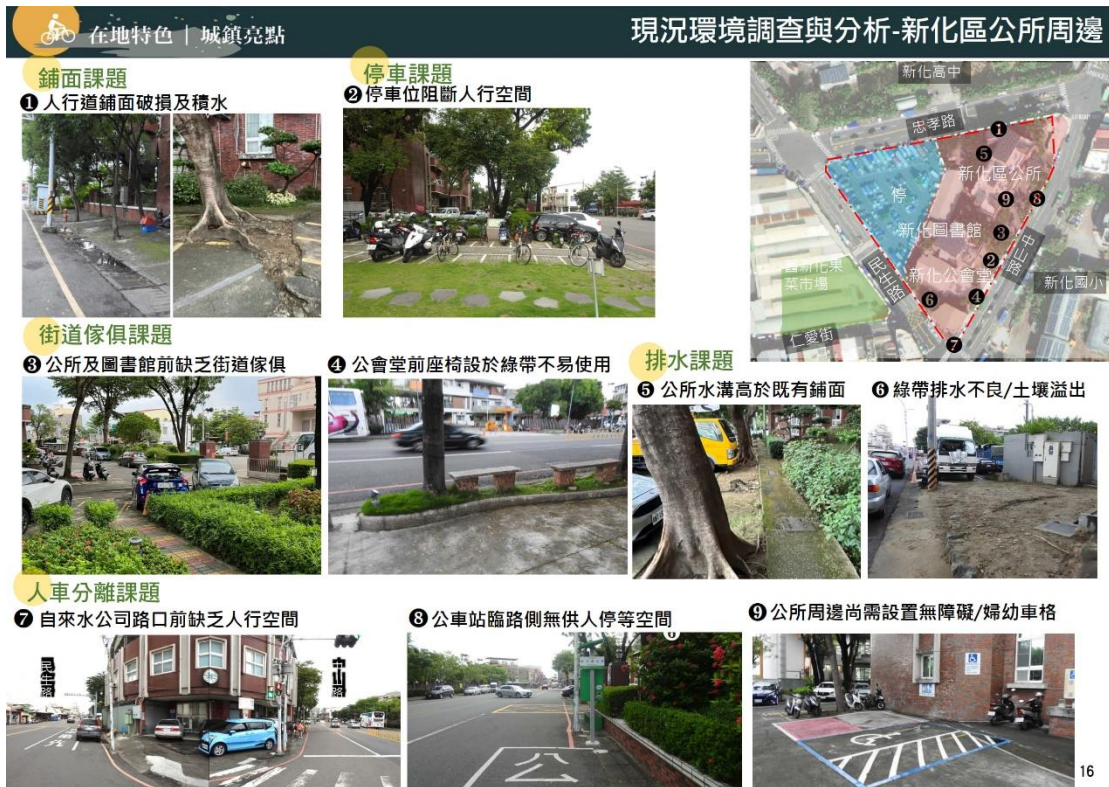 在地特色｜城鎮亮點
現況環境調查與分析-新化區公所周邊
鋪面課題
❶ 人行道鋪面破損及積水
停車課題
❷ 停車位阻斷人行空間
新化高中
忠孝路
❶
❺
新化區公所
停
❾
❽
新化圖書館
❸
中山路
❷
舊新化果
菜市場
民生路
新化公會堂
新化國小
❻
❹
仁愛街
❼
街道傢俱課題
❸ 公所及圖書館前缺乏街道傢俱
❹ 公會堂前座椅設於綠帶不易使用
排水課題
❺ 公所水溝高於既有鋪面
❻ 綠帶排水不良/土壤溢出
人車分離課題
❼ 自來水公司路口前缺乏人行空間
民生路
中山路
❽ 公車站臨路側無供人停等空間
公
❾ 公所周邊尚需設置無障礙/婦幼車格
16